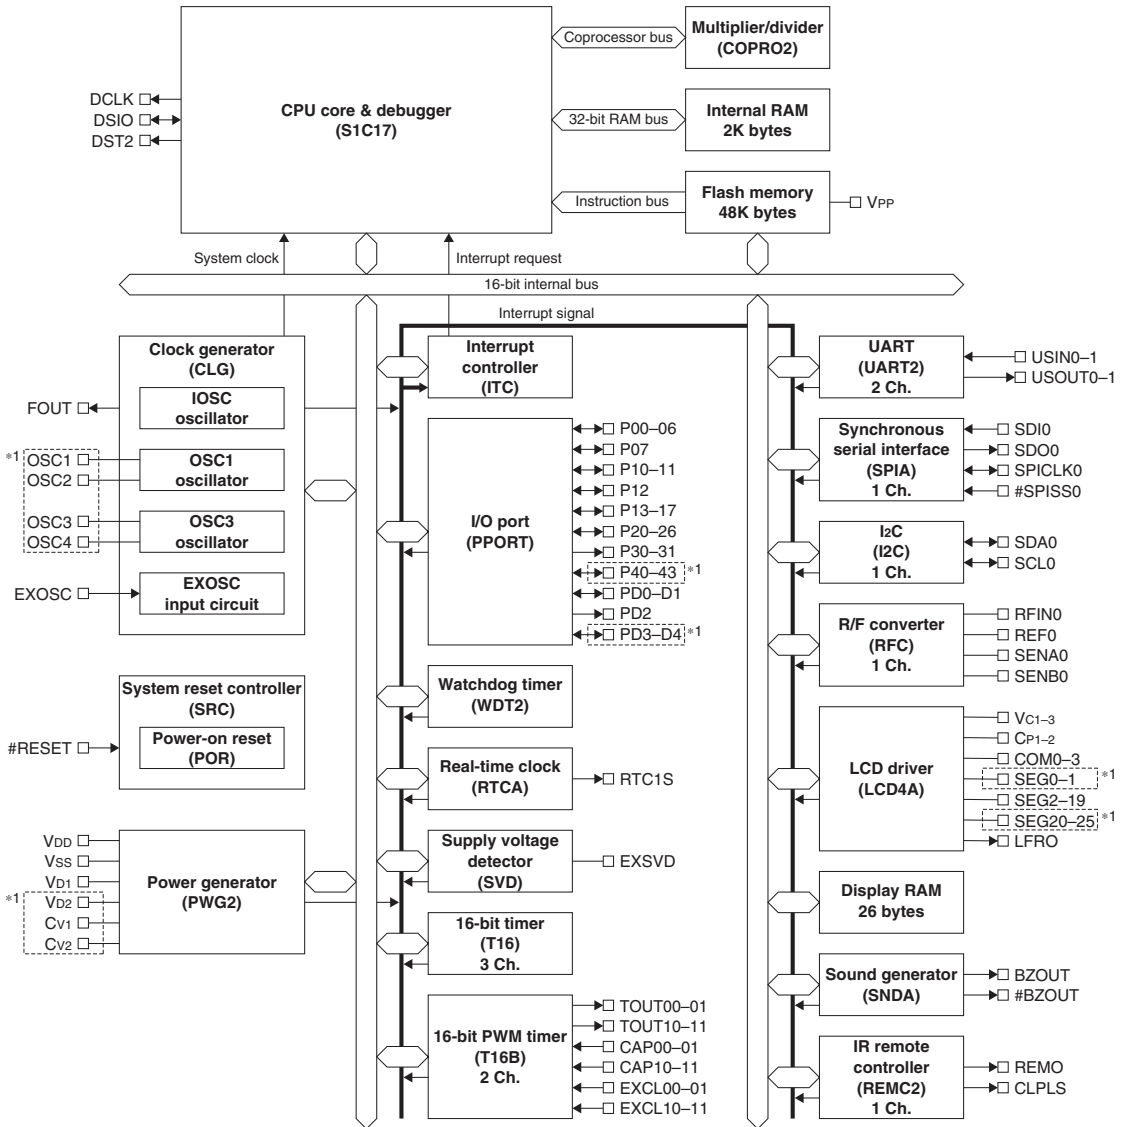 CPU core & debugger
(S1C17)
DCLK
DSIO
DST2
Coprocessor bus
Multiplier/divider
(COPRO2)
32-bit RAM bus
Internal RAM
2K bytes
Instruction bus
Flash memory
48K bytes
VPP
System clock
Interrupt request
16-bit internal bus
Interrupt signal
Clock generator
(CLG)
IOSC
oscillator
FOUT
*1
OSC1
OSC2
OSC1
oscillator
OSC3
OSC4
OSC3
oscillator
EXOSC
EXOSC
input circuit
System reset controller
(SRC)
#RESET
Power-on reset
(POR)
VDD
VSS
VD1
*1
VD2
CV1
CV2
Power generator
(PWG2)
Interrupt
controller
(ITC)
I/O port
(PPORT)
P00–06
P07
P10–11
P12
P13–17
P20–26
P30–31
P40–43 *1
PD0–D1
PD2
PD3–D4 *1
Watchdog timer
(WDT2)
Real-time clock
(RTCA)
RTC1S
Supply voltage
detector
(SVD)
EXSVD
16-bit timer
(T16)
3 Ch.
16-bit PWM timer
(T16B)
2 Ch.
TOUT00–01
TOUT10–11
CAP00–01
CAP10–11
EXCL00–01
EXCL10–11
UART
(UART2)
2 Ch.
USIN0–1
USOUT0–1
Synchronous
serial interface
(SPIA)
1 Ch.
SDI0
SDO0
SPICLK0
#SPISS0
I2C
(I2C)
1 Ch.
SDA0
SCL0
R/F converter
(RFC)
1 Ch.
RFIN0
REF0
SENA0
SENB0
LCD driver
(LCD4A)
VC1–3
CP1–2
COM0–3
SEG0–1 *1
SEG2–19
SEG20–25 *1
LFRO
Display RAM
26 bytes
Sound generator
(SNDA)
BZOUT
#BZOUT
IR remote
controller
(REMC2)
1 Ch.
REMO
CLPLS